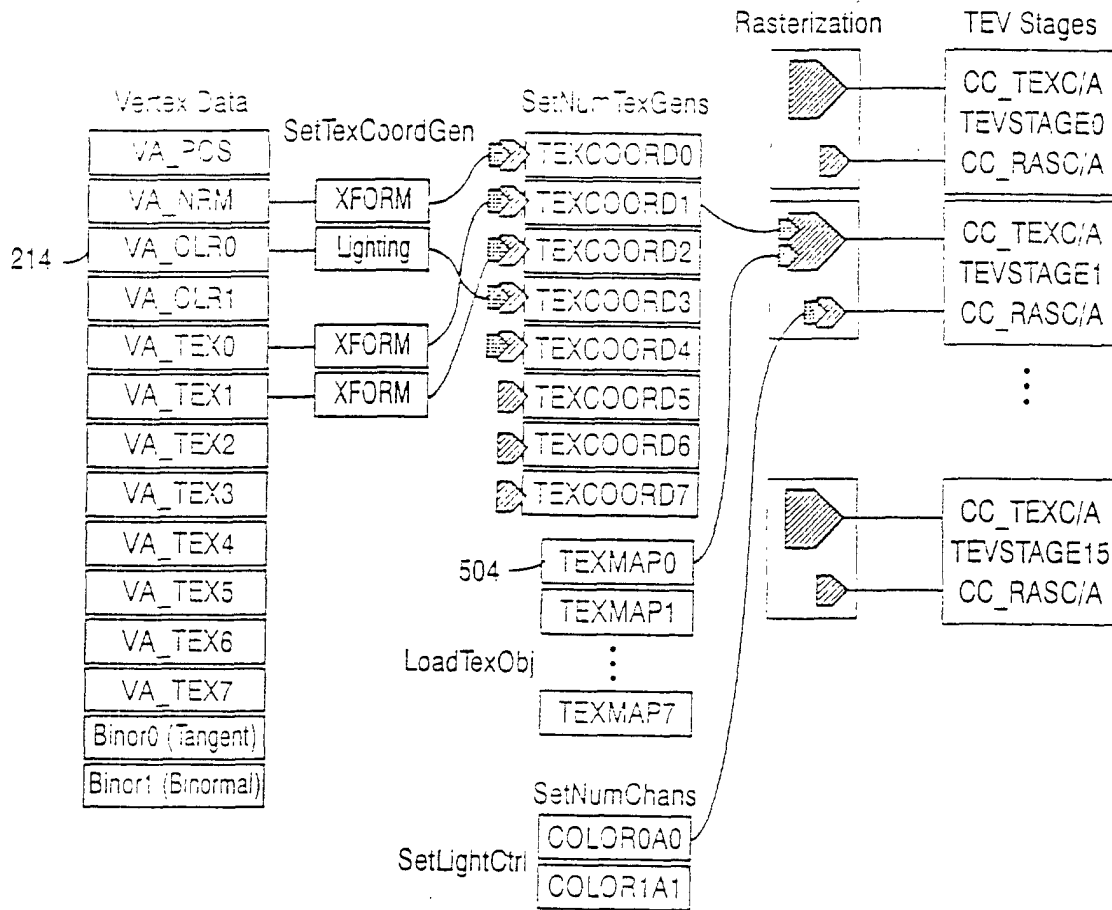 Rasterization
TEV Stages
Vertex Data
SetTexCoordGen
SetNumTexGens
VA_POS
VA_NRM
VA_CLR0
VA_CLR1
VA_TEX0
VA_TEX1
VA_TEX2
VA_TEX3
VA_TEX4
VA_TEX5
VA_TEX6
VA_TEX7
Binor0 (Tangent)
Binor1 (Binormal)
214
XFORM
Lighting
XFORM
XFORM
TEXCOORD0
TEXCOORD1
TEXCOORD2
TEXCOORD3
TEXCOORD4
TEXCOORD5
TEXCOORD6
TEXCOORD7
504
TEXMAP0
TEXMAP1
LoadTexObj
TEXMAP7
SetNumChans
SetLightCtrl
COLOR0A0
COLOR1A1
CC_TEXC/A
TEVSTAGE0
CC_RASC/A
CC_TEXC/A
TEVSTAGE1
CC_RASC/A
CC_TEXC/A
TEVSTAGE15
CC_RASC/A